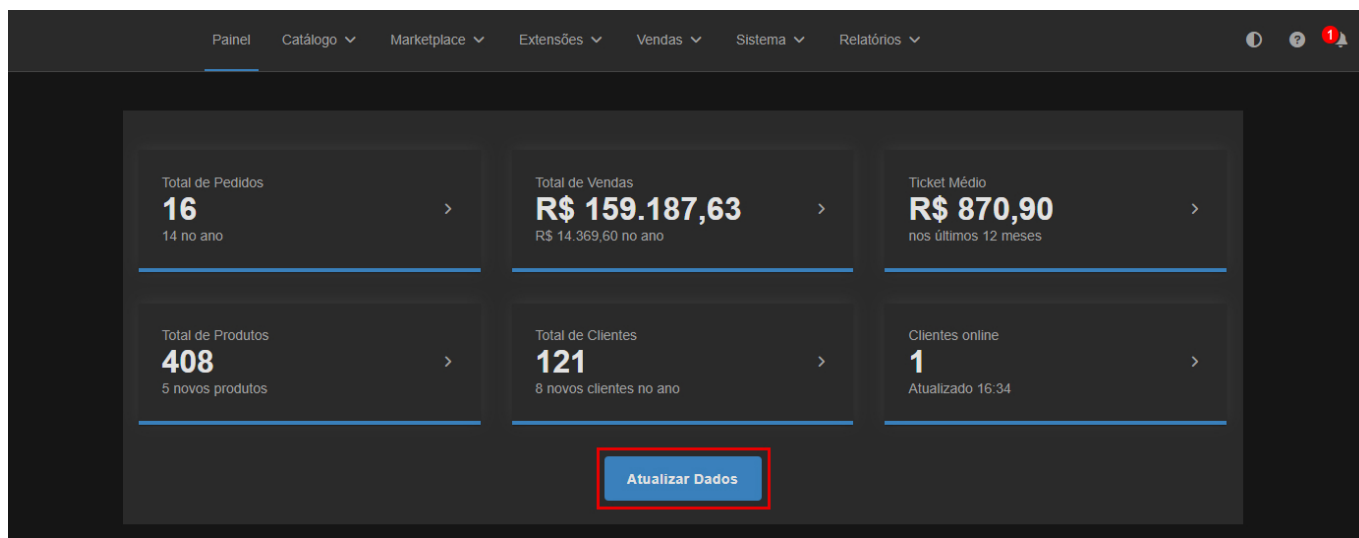 Painel Catálogo Marketplace Extensões Vendas Sistema Relatórios ? 1
Total de Pedidos
16
14 no ano
Total de Vendas
R$ 159.187,63
R$ 14.369,60 no ano
Ticket Médio
R$ 870,90
nos últimos 12 meses
Total de Produtos
408
5 novos produtos
Total de Clientes
121
8 novos clientes no ano
Clientes online
1
Atualizado 16:34
Atualizar Dados